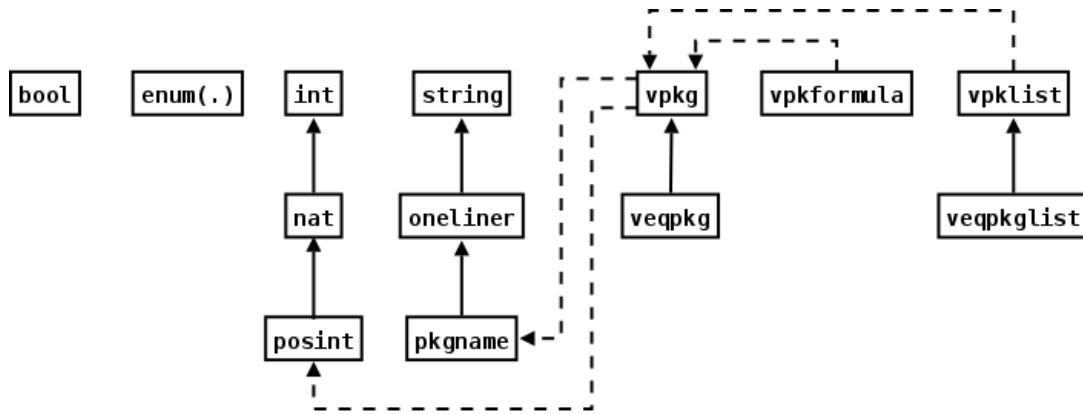 bool
enum(.)
int
string
vpkg
vpkformula
vpklist
nat
oneliner
veqpkg
veqpkglist
posint
pkgname